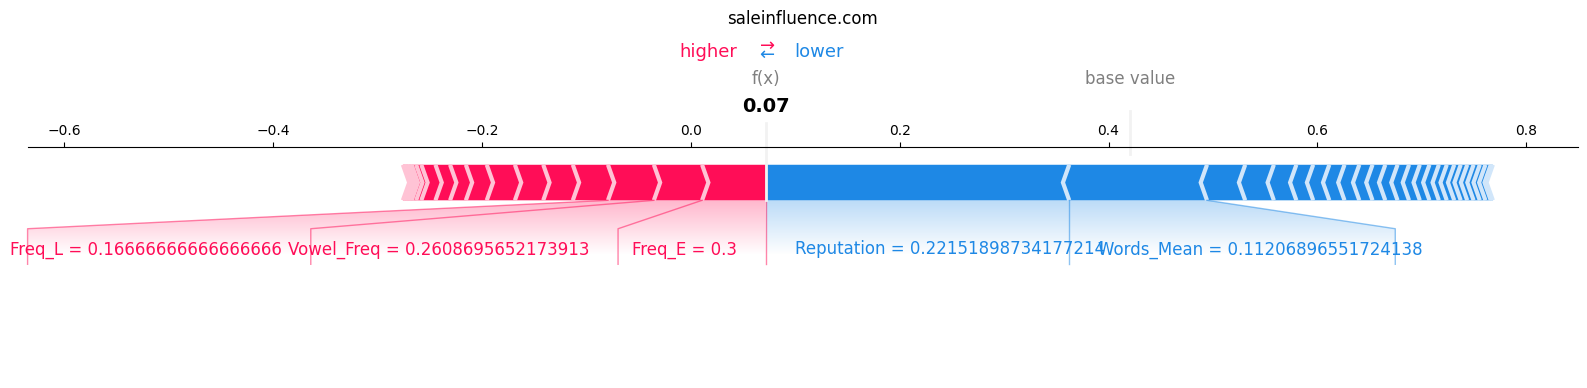 saleinfluence.com
higher ⇄ lower
f(x) base value
0.07
−0.6 −0.4 −0.2 0.0 0.2 0.4 0.6 0.8
Freq_L = 0.16666666666666666 Vowel_Freq = 0.2608695652173913 Freq_E = 0.3 Reputation = 0.22151898734177214 Words_Mean = 0.11206896551724138